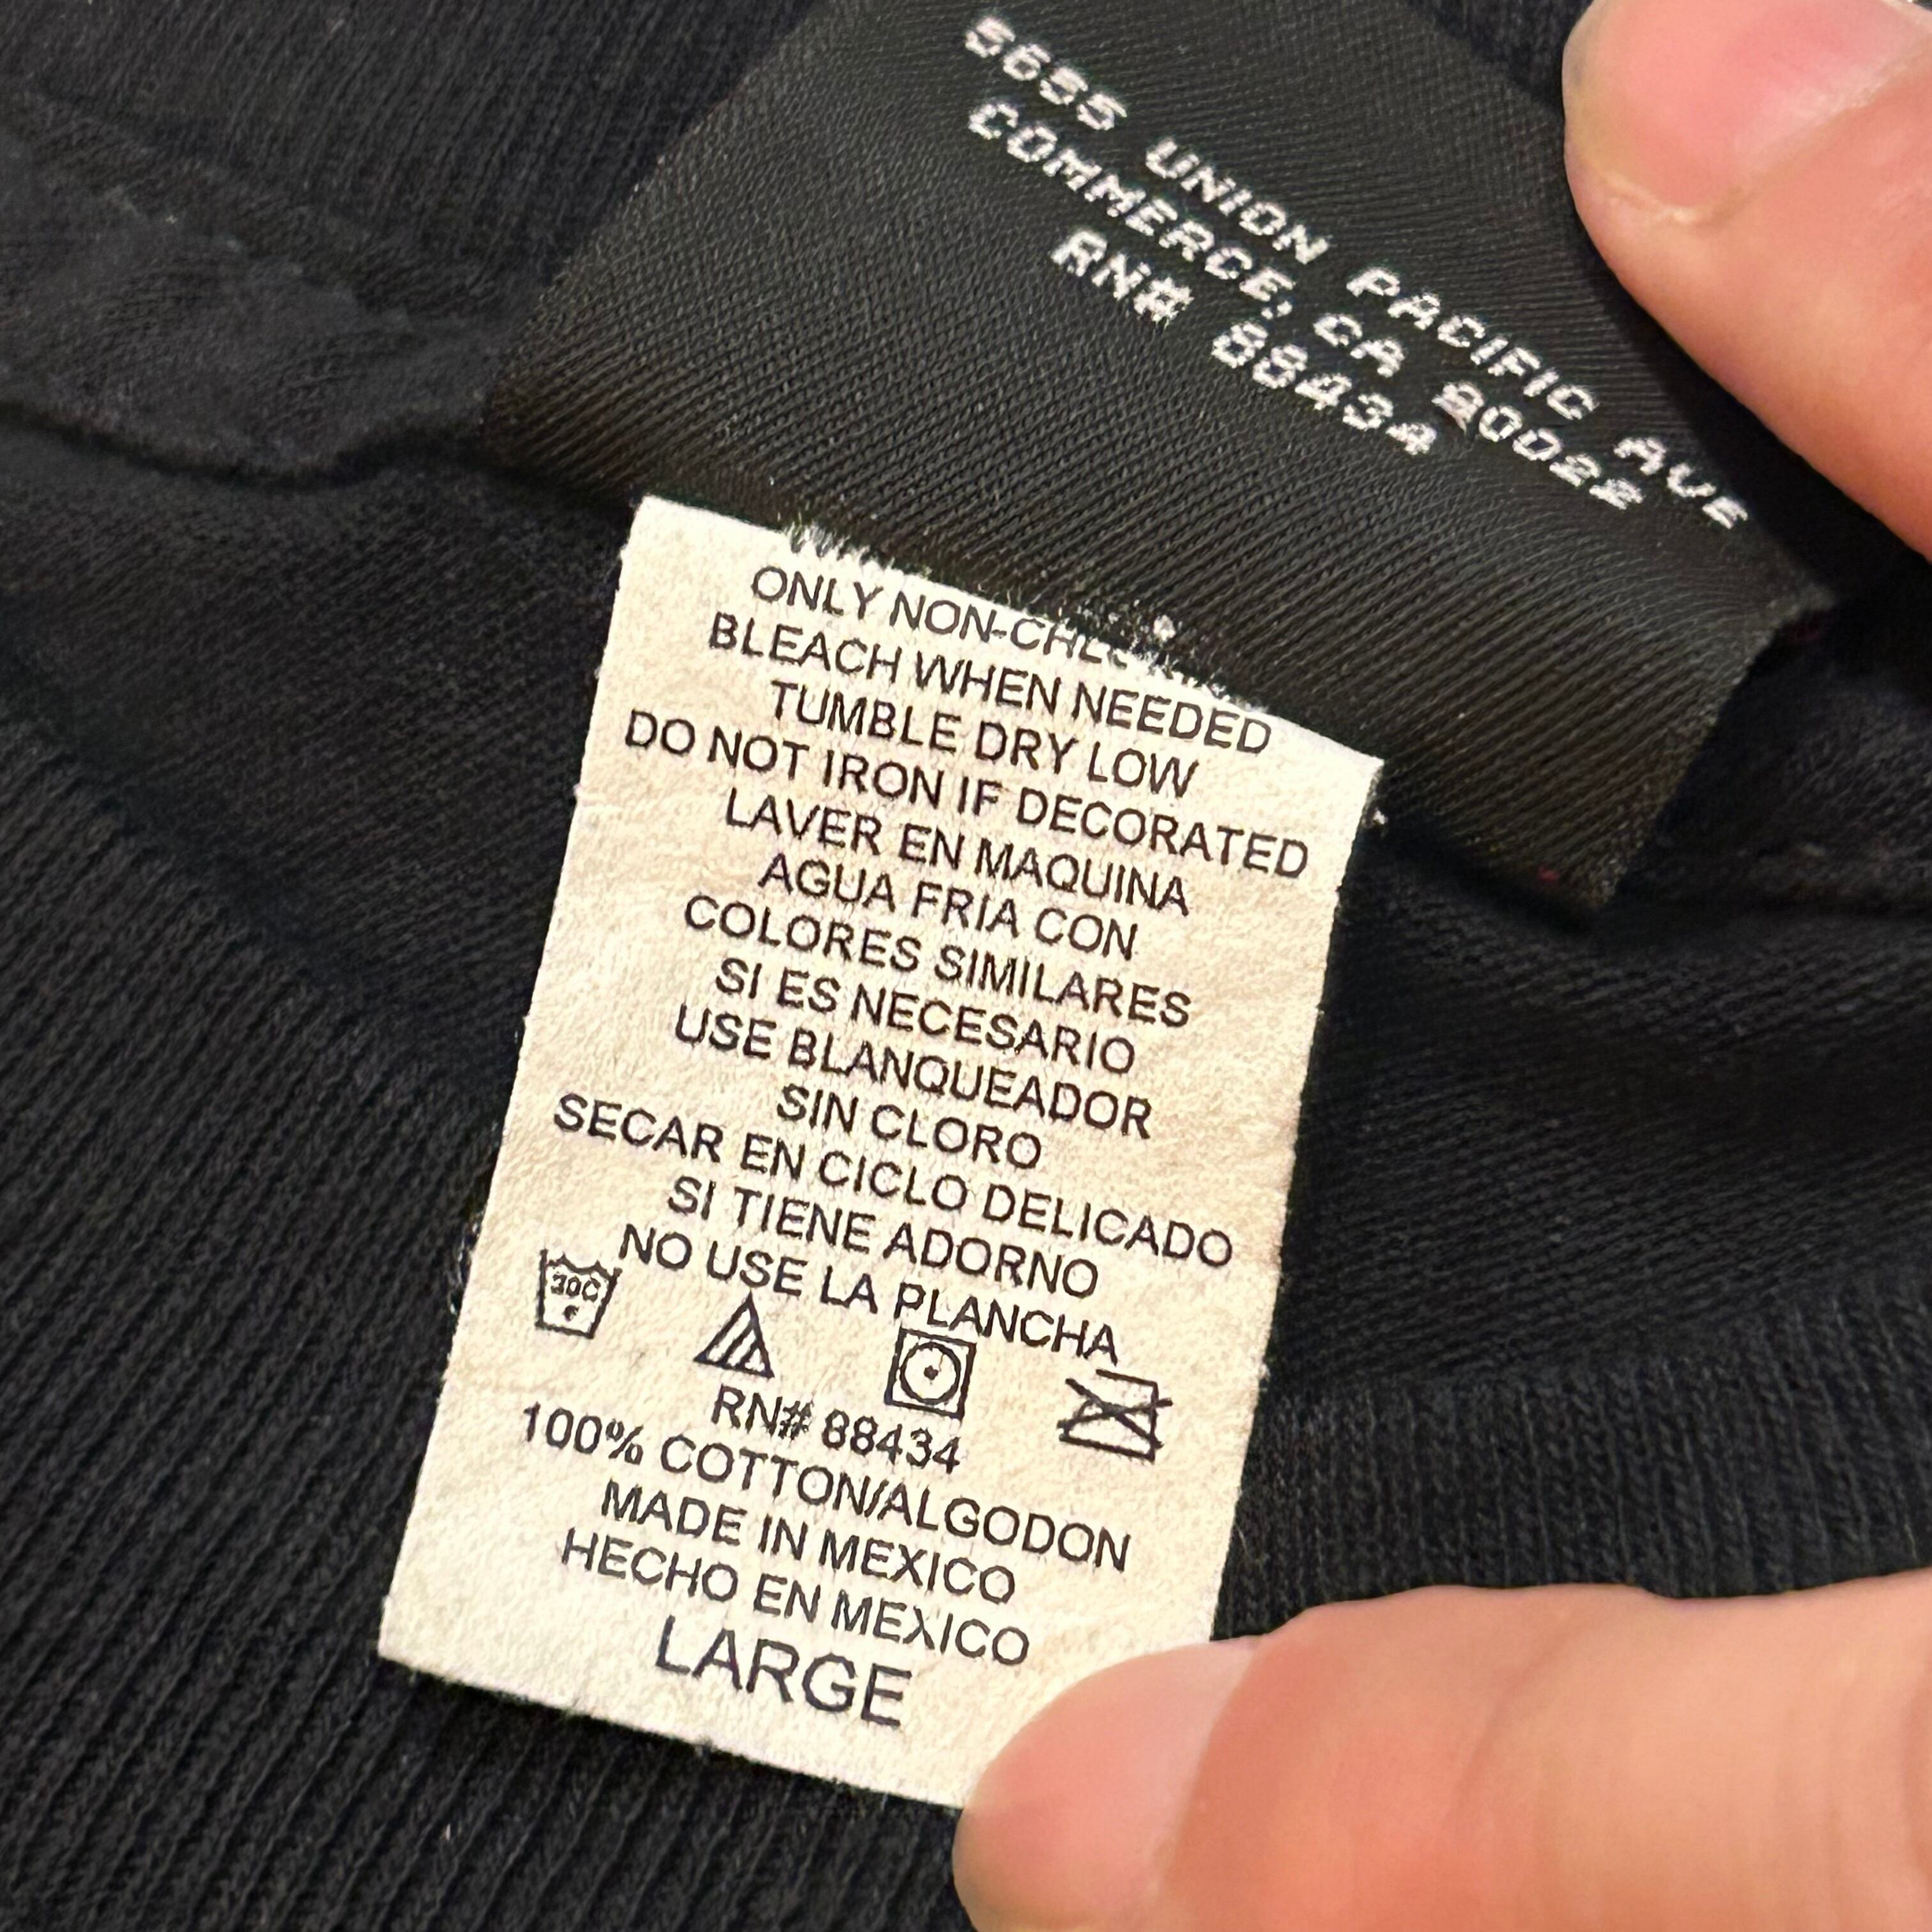 5655 UNION PACIFIC AVE
COMMERCE, CA 90022
RN# 88434
ONLY NON-
BLEACH WHEN NEEDED
TUMBLE DRY LOW
DO NOT IRON IF DECORATED
LAVER EN MAQUINA
AGUA FRIA CON
COLORES SIMILARES
SI ES NECESARIO
USE BLANQUEADOR
SIN CLORO
SECAR EN CICLO DELICADO
SI TIENE ADORNO
NO USE LA PLANCHA
30C
RN# 88434
100% COTTON/ALGODON
MADE IN MEXICO
HECHO EN MEXICO
LARGE